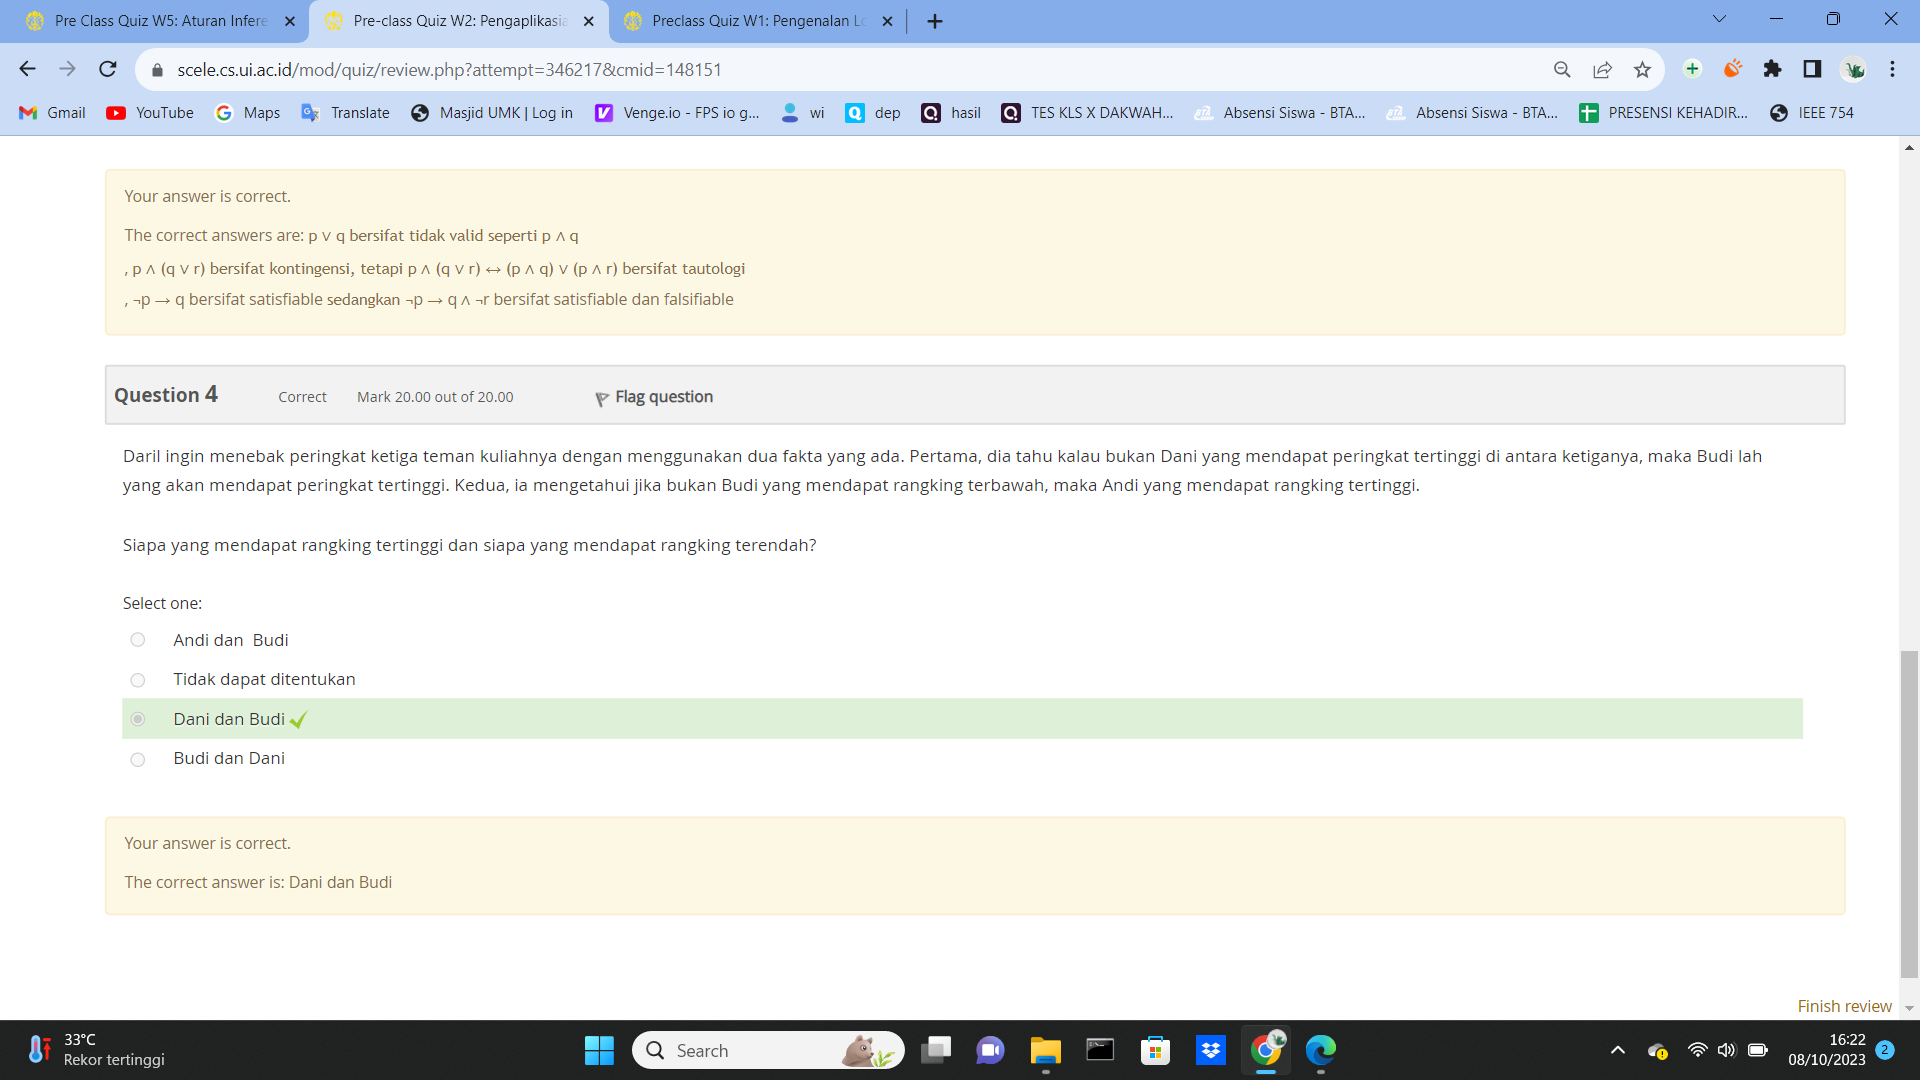 Pre Class Quiz W5: Aturan Infere
Pre-class Quiz W2: Pengaplikasia
Preclass Quiz W1: Pengenalan Lo
scele.cs.ui.ac.id/mod/quiz/review.php?attempt=346217&cmid=148151
Gmail
YouTube
Maps
Translate
Masjid UMK | Log in
Venge.io - FPS io g...
wi
dep
hasil
TES KLS X DAKWAH...
Absensi Siswa - BTA...
Absensi Siswa - BTA...
PRESENSI KEHADIR...
IEEE 754
Your answer is correct.
The correct answers are: p ∨ q bersifat tidak valid seperti p ∧ q
, p ∧ (q ∨ r) bersifat kontingensi, tetapi p ∧ (q ∨ r) ↔ (p ∧ q) ∨ (p ∧ r) bersifat tautologi
, ¬p → q bersifat satisfiable sedangkan ¬p → q ∧ ¬r bersifat satisfiable dan falsifiable
Question 4
Correct
Mark 20.00 out of 20.00
Flag question
Daril ingin menebak peringkat ketiga teman kuliahnya dengan menggunakan dua fakta yang ada. Pertama, dia tahu kalau bukan Dani yang mendapat peringkat tertinggi di antara ketiganya, maka Budi lah
yang akan mendapat peringkat tertinggi. Kedua, ia mengetahui jika bukan Budi yang mendapat rangking terbawah, maka Andi yang mendapat rangking tertinggi.
Siapa yang mendapat rangking tertinggi dan siapa yang mendapat rangking terendah?
Select one:
Andi dan Budi
Tidak dapat ditentukan
Dani dan Budi
Budi dan Dani
Your answer is correct.
The correct answer is: Dani dan Budi
Finish review
33°C
Rekor tertinggi
Search
16:22
08/10/2023
2